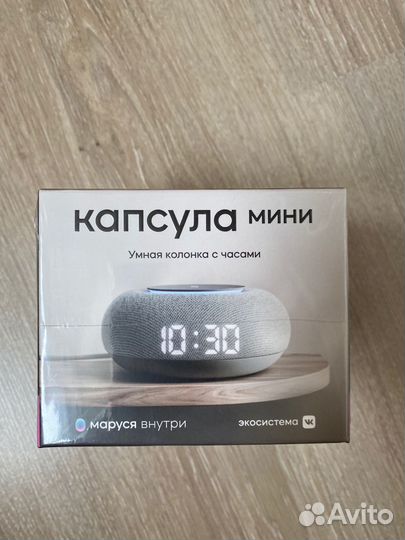 капсула мини
Умная колонка с часами
10:30
маруся внутри
экосистема
Avito